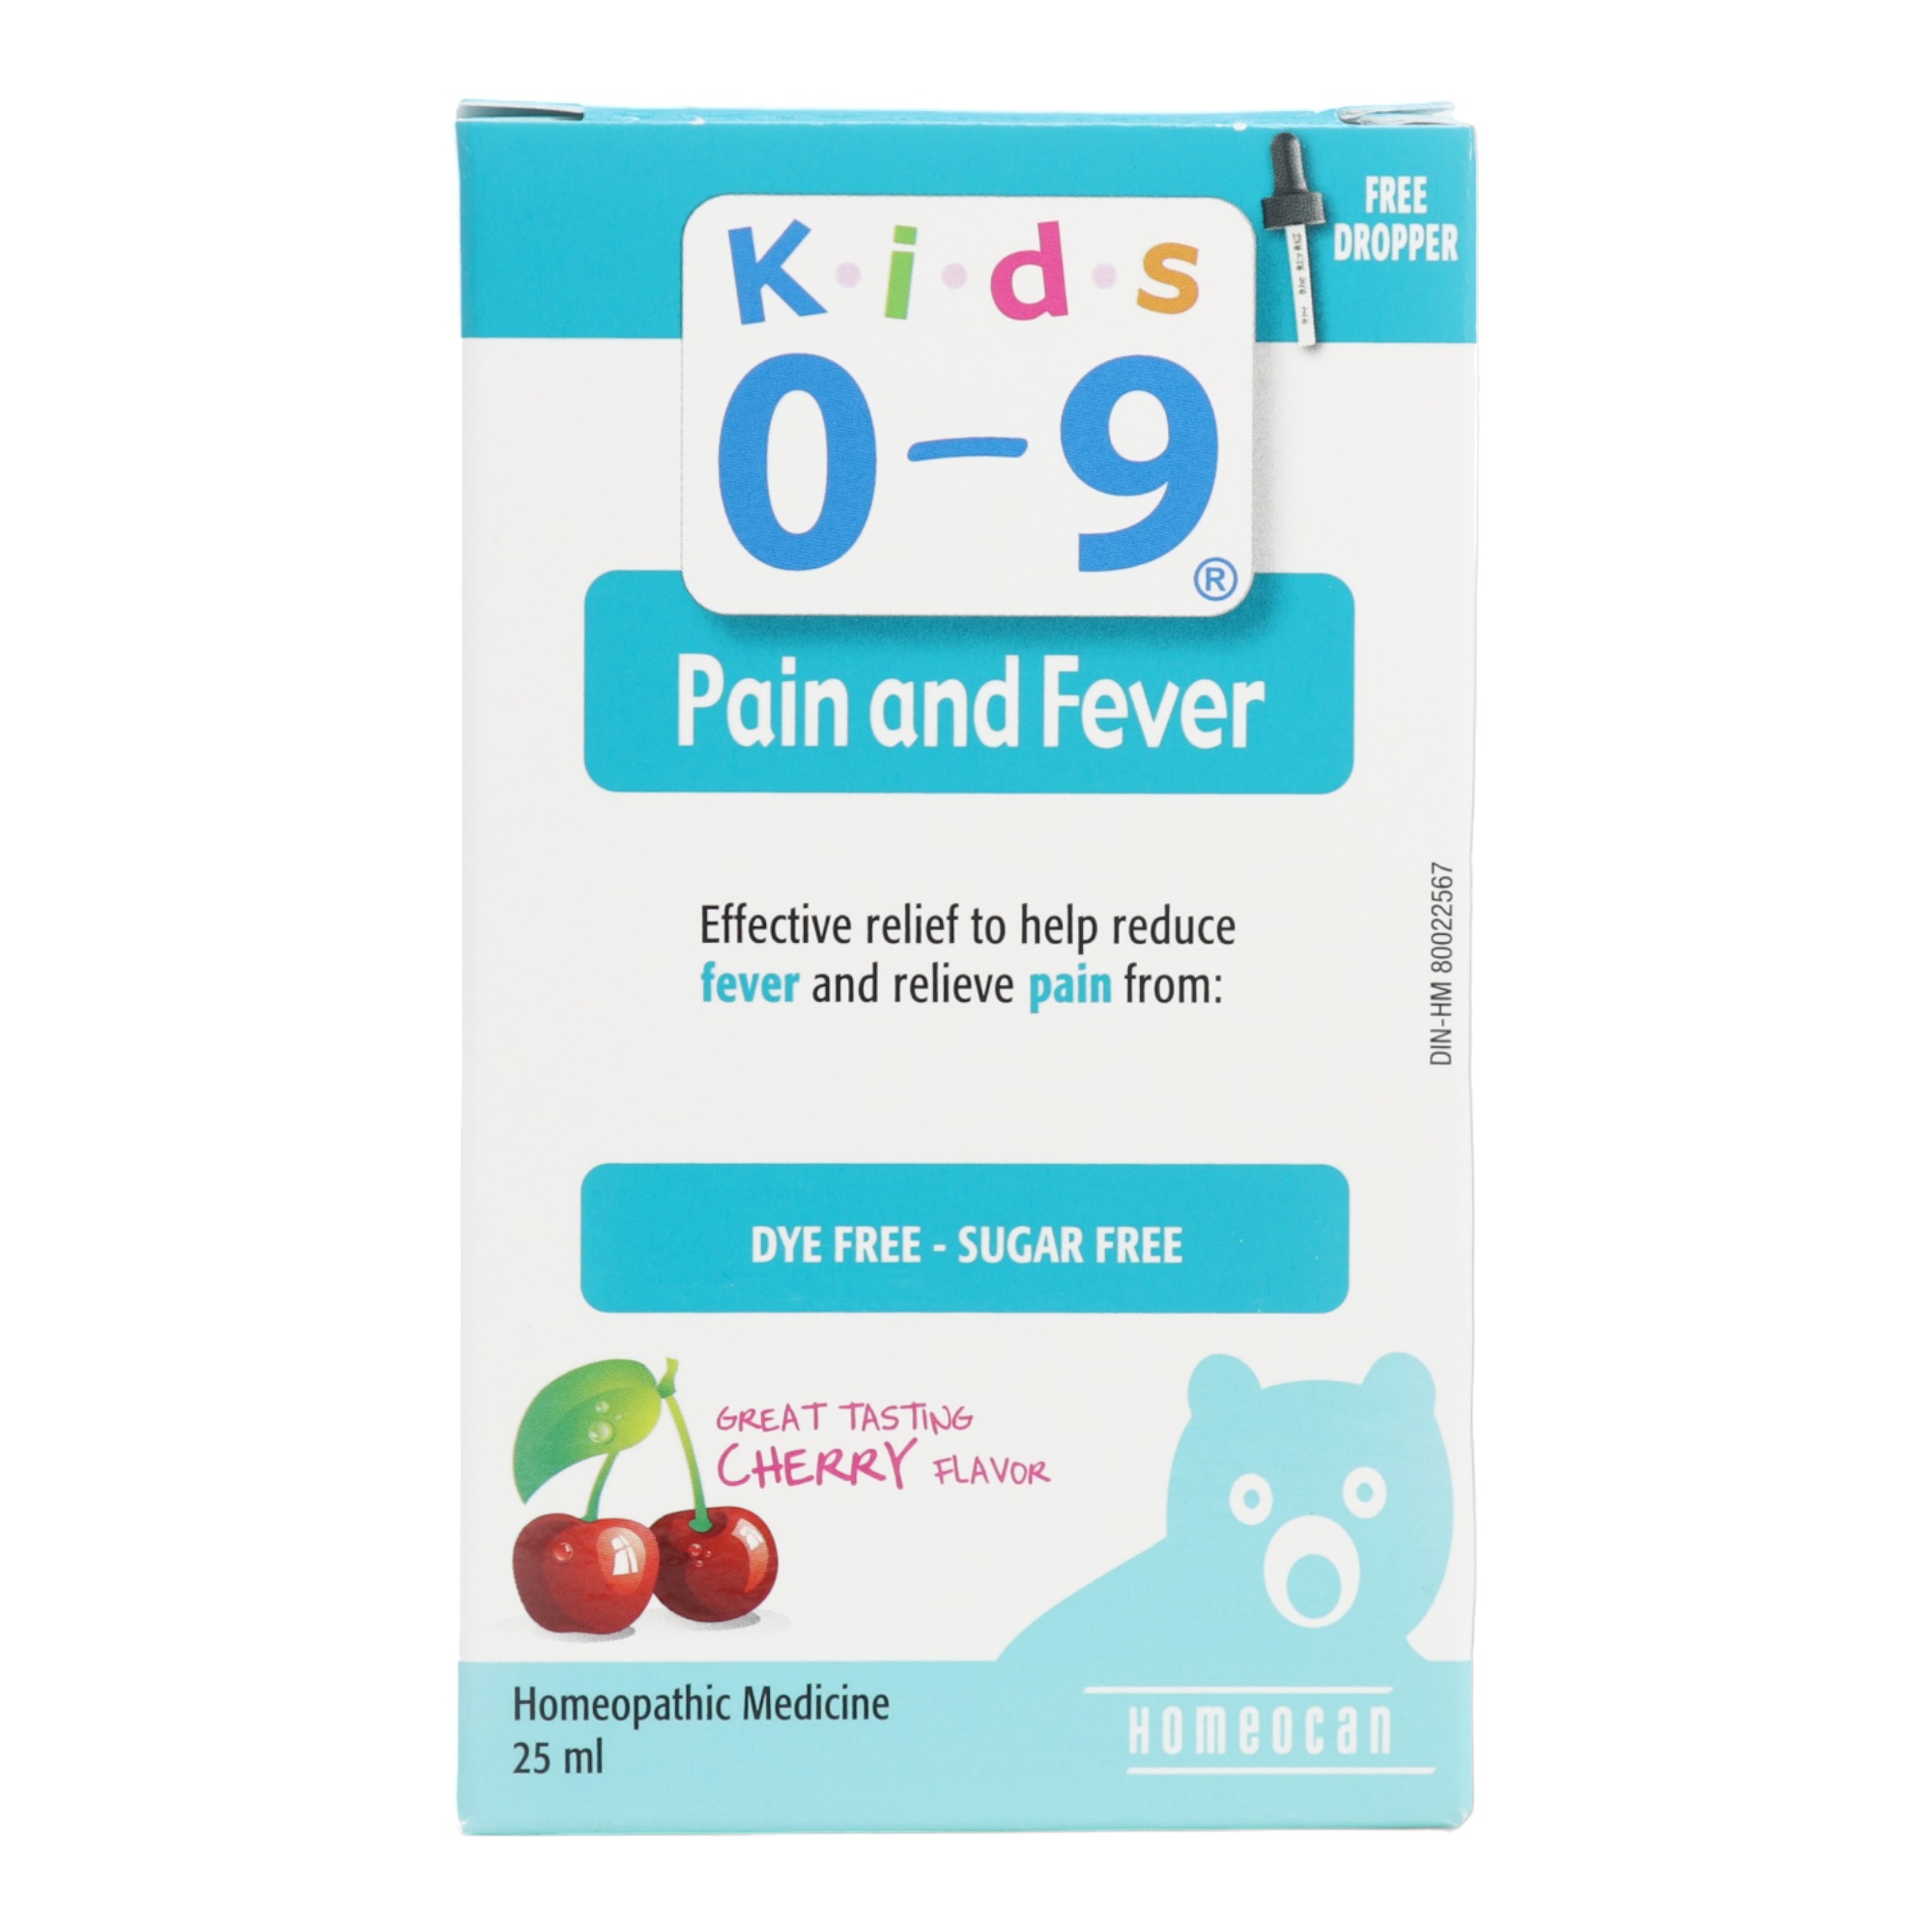 FREE
DROPPER
K·i·d·s
0-9®
Pain and Fever
Effective relief to help reduce
fever and relieve pain from:
DIN-HM 80022567
DYE FREE - SUGAR FREE
GREAT TASTING
CHERRY FLAVOR
Homeopathic Medicine
25 ml
HOMEOCAN